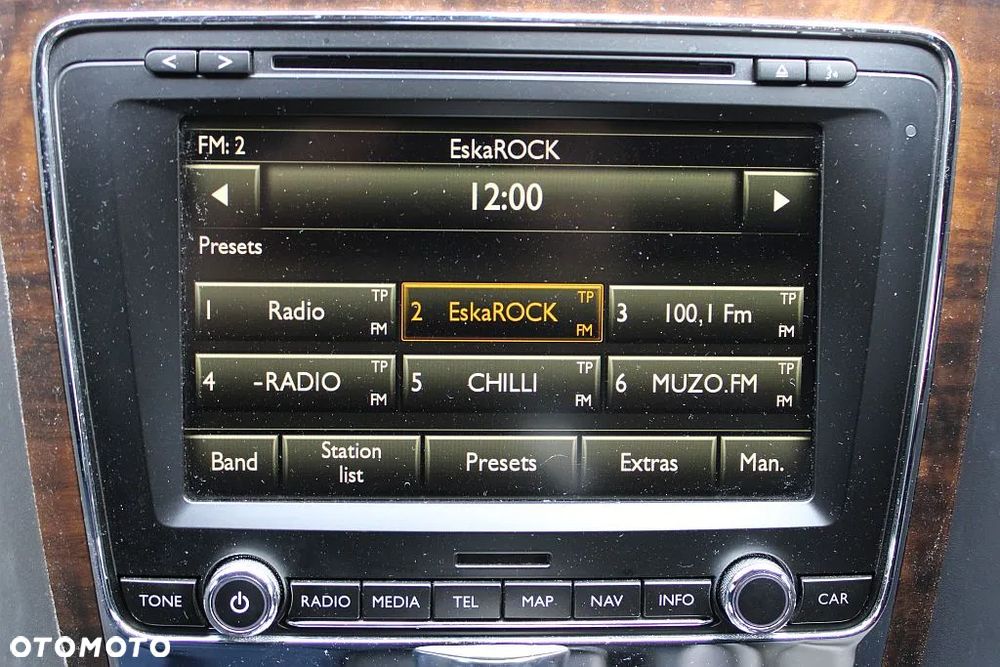 < >
FM: 2 EskaROCK
12:00
Presets
1 Radio TP FM
2 EskaROCK TP FM
3 100,1 Fm TP FM
4 -RADIO TP FM
5 CHILLI TP FM
6 MUZO.FM TP FM
Band Station list Presets Extras Man.
TONE RADIO MEDIA TEL MAP NAV INFO CAR
OTOMOTO